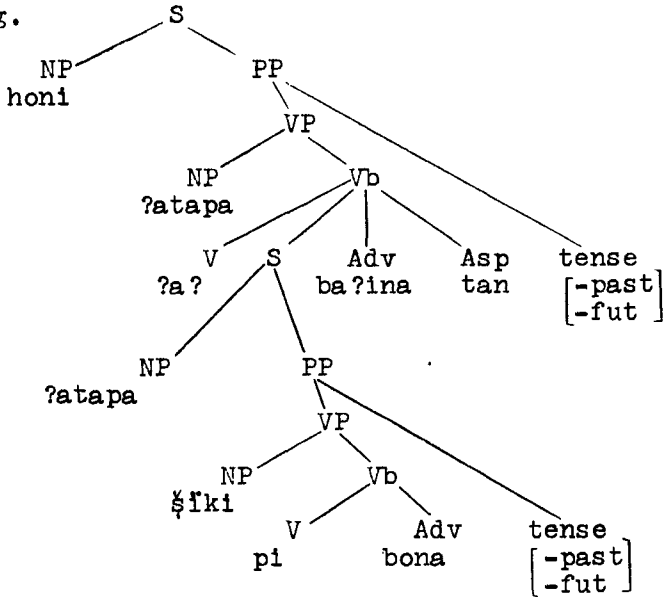 g.
S
NP PP
honi
VP
NP Vb
?atapa
V S Adv Asp tense
?a? ba?ina tan [-past]
[-fut]
NP PP
?atapa
VP
NP Vb
ṣ̌ɨki
V Adv tense
pi bona [-past]
[-fut]